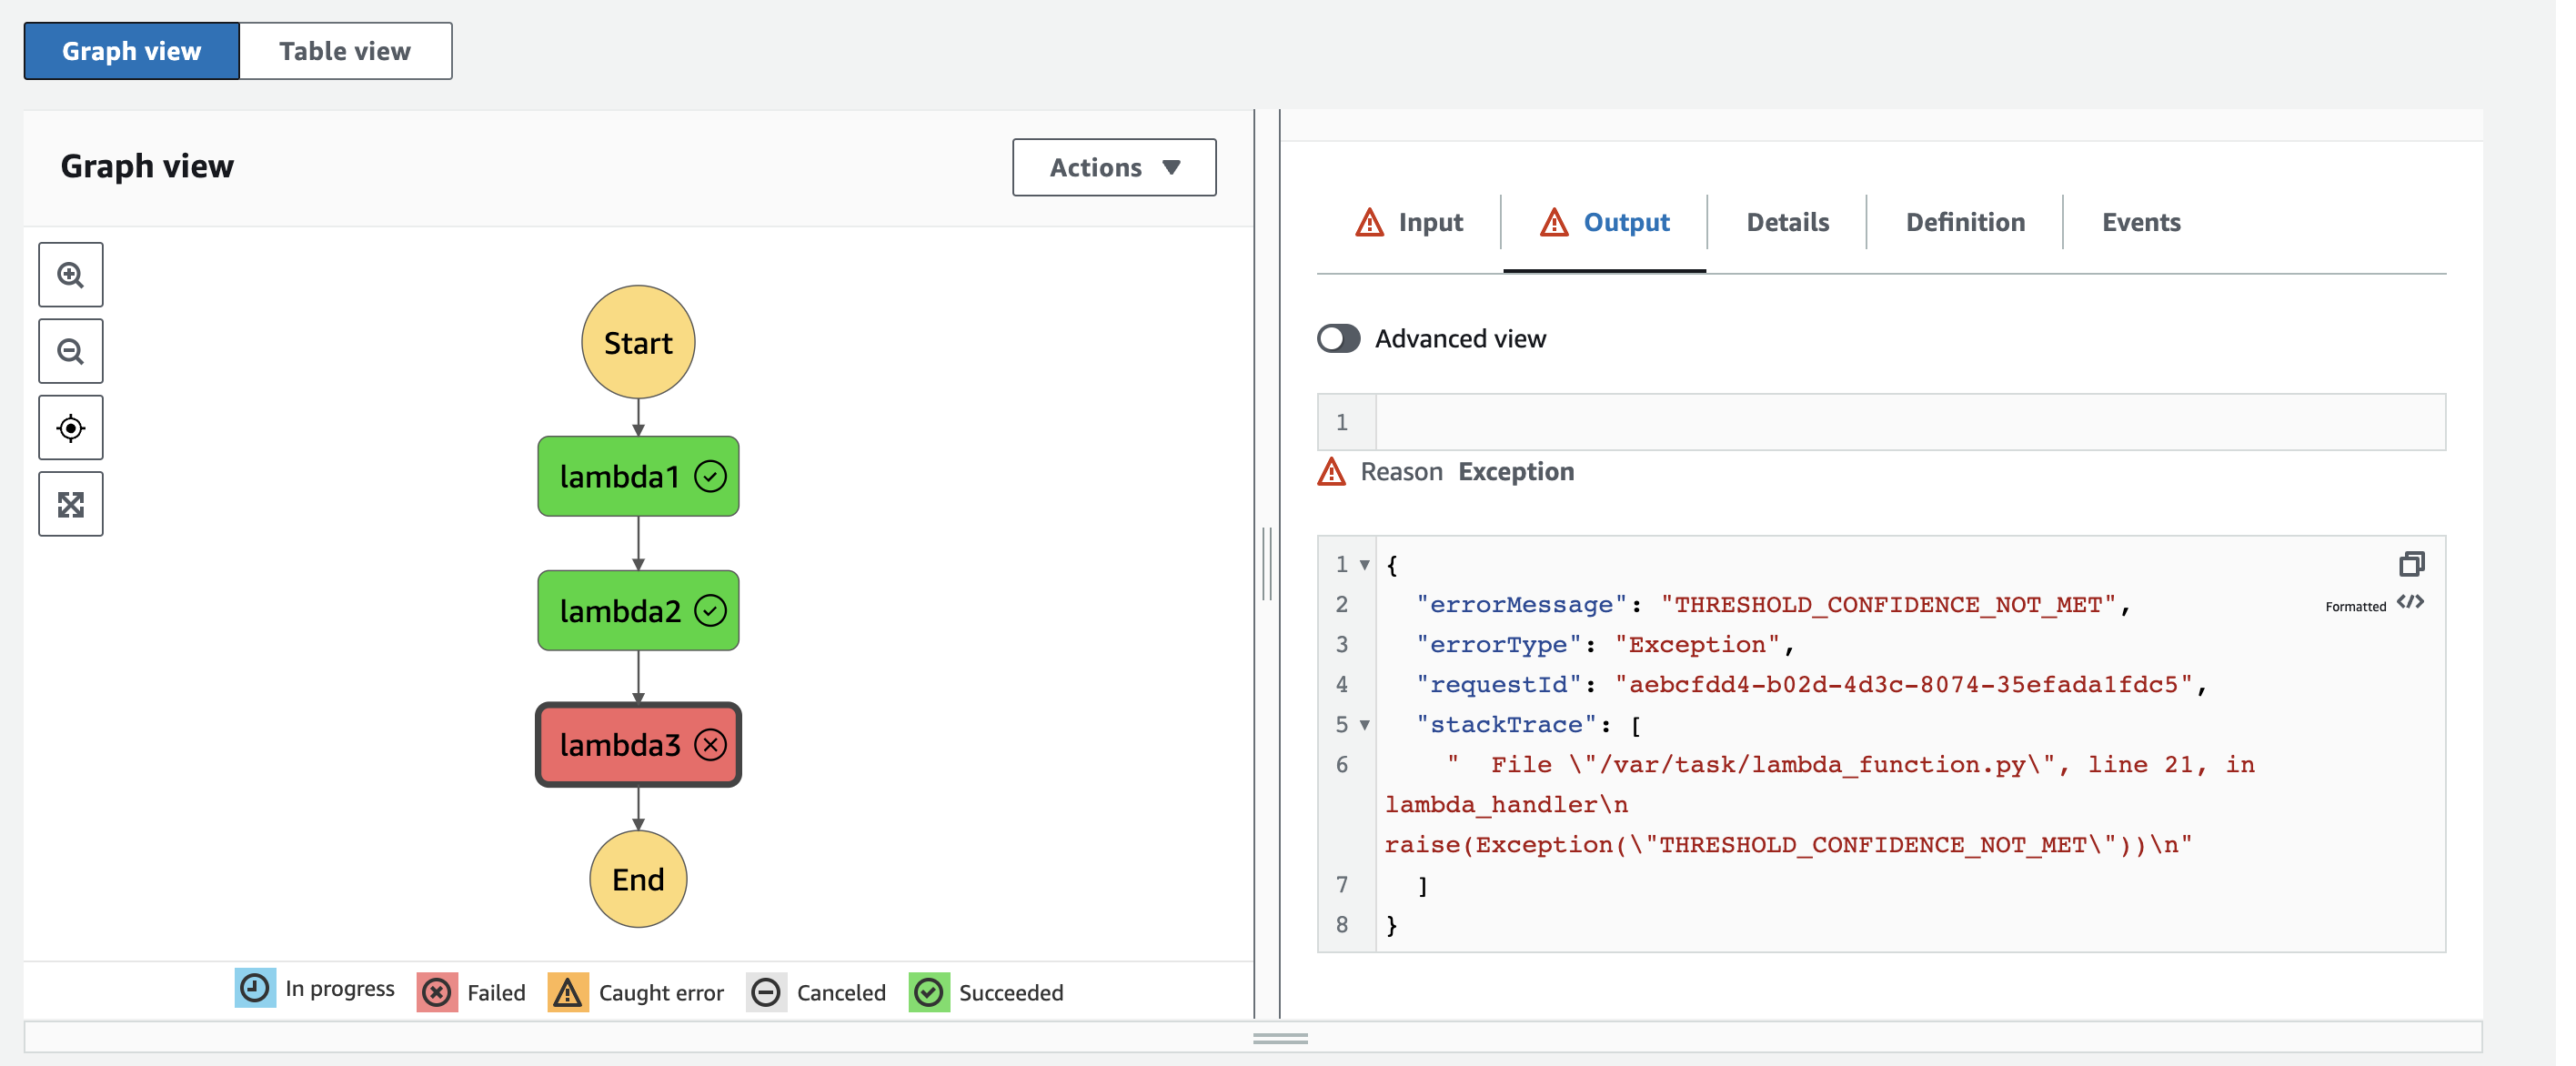 Graph view
Table view
Graph view
Actions
Start
lambda1
lambda2
lambda3
End
In progress
Failed
Caught error
Canceled
Succeeded
Input
Output
Details
Definition
Events
Advanced view
1
Reason Exception
Formatted
1 {
2 "errorMessage": "THRESHOLD_CONFIDENCE_NOT_MET",
3 "errorType": "Exception",
4 "requestId": "aebcfdd4-b02d-4d3c-8074-35efada1fdc5",
5 "stackTrace": [
6 "  File \"/var/task/lambda_function.py\", line 21, in
lambda_handler\n
raise(Exception(\"THRESHOLD_CONFIDENCE_NOT_MET\"))\n"
7 ]
8 }